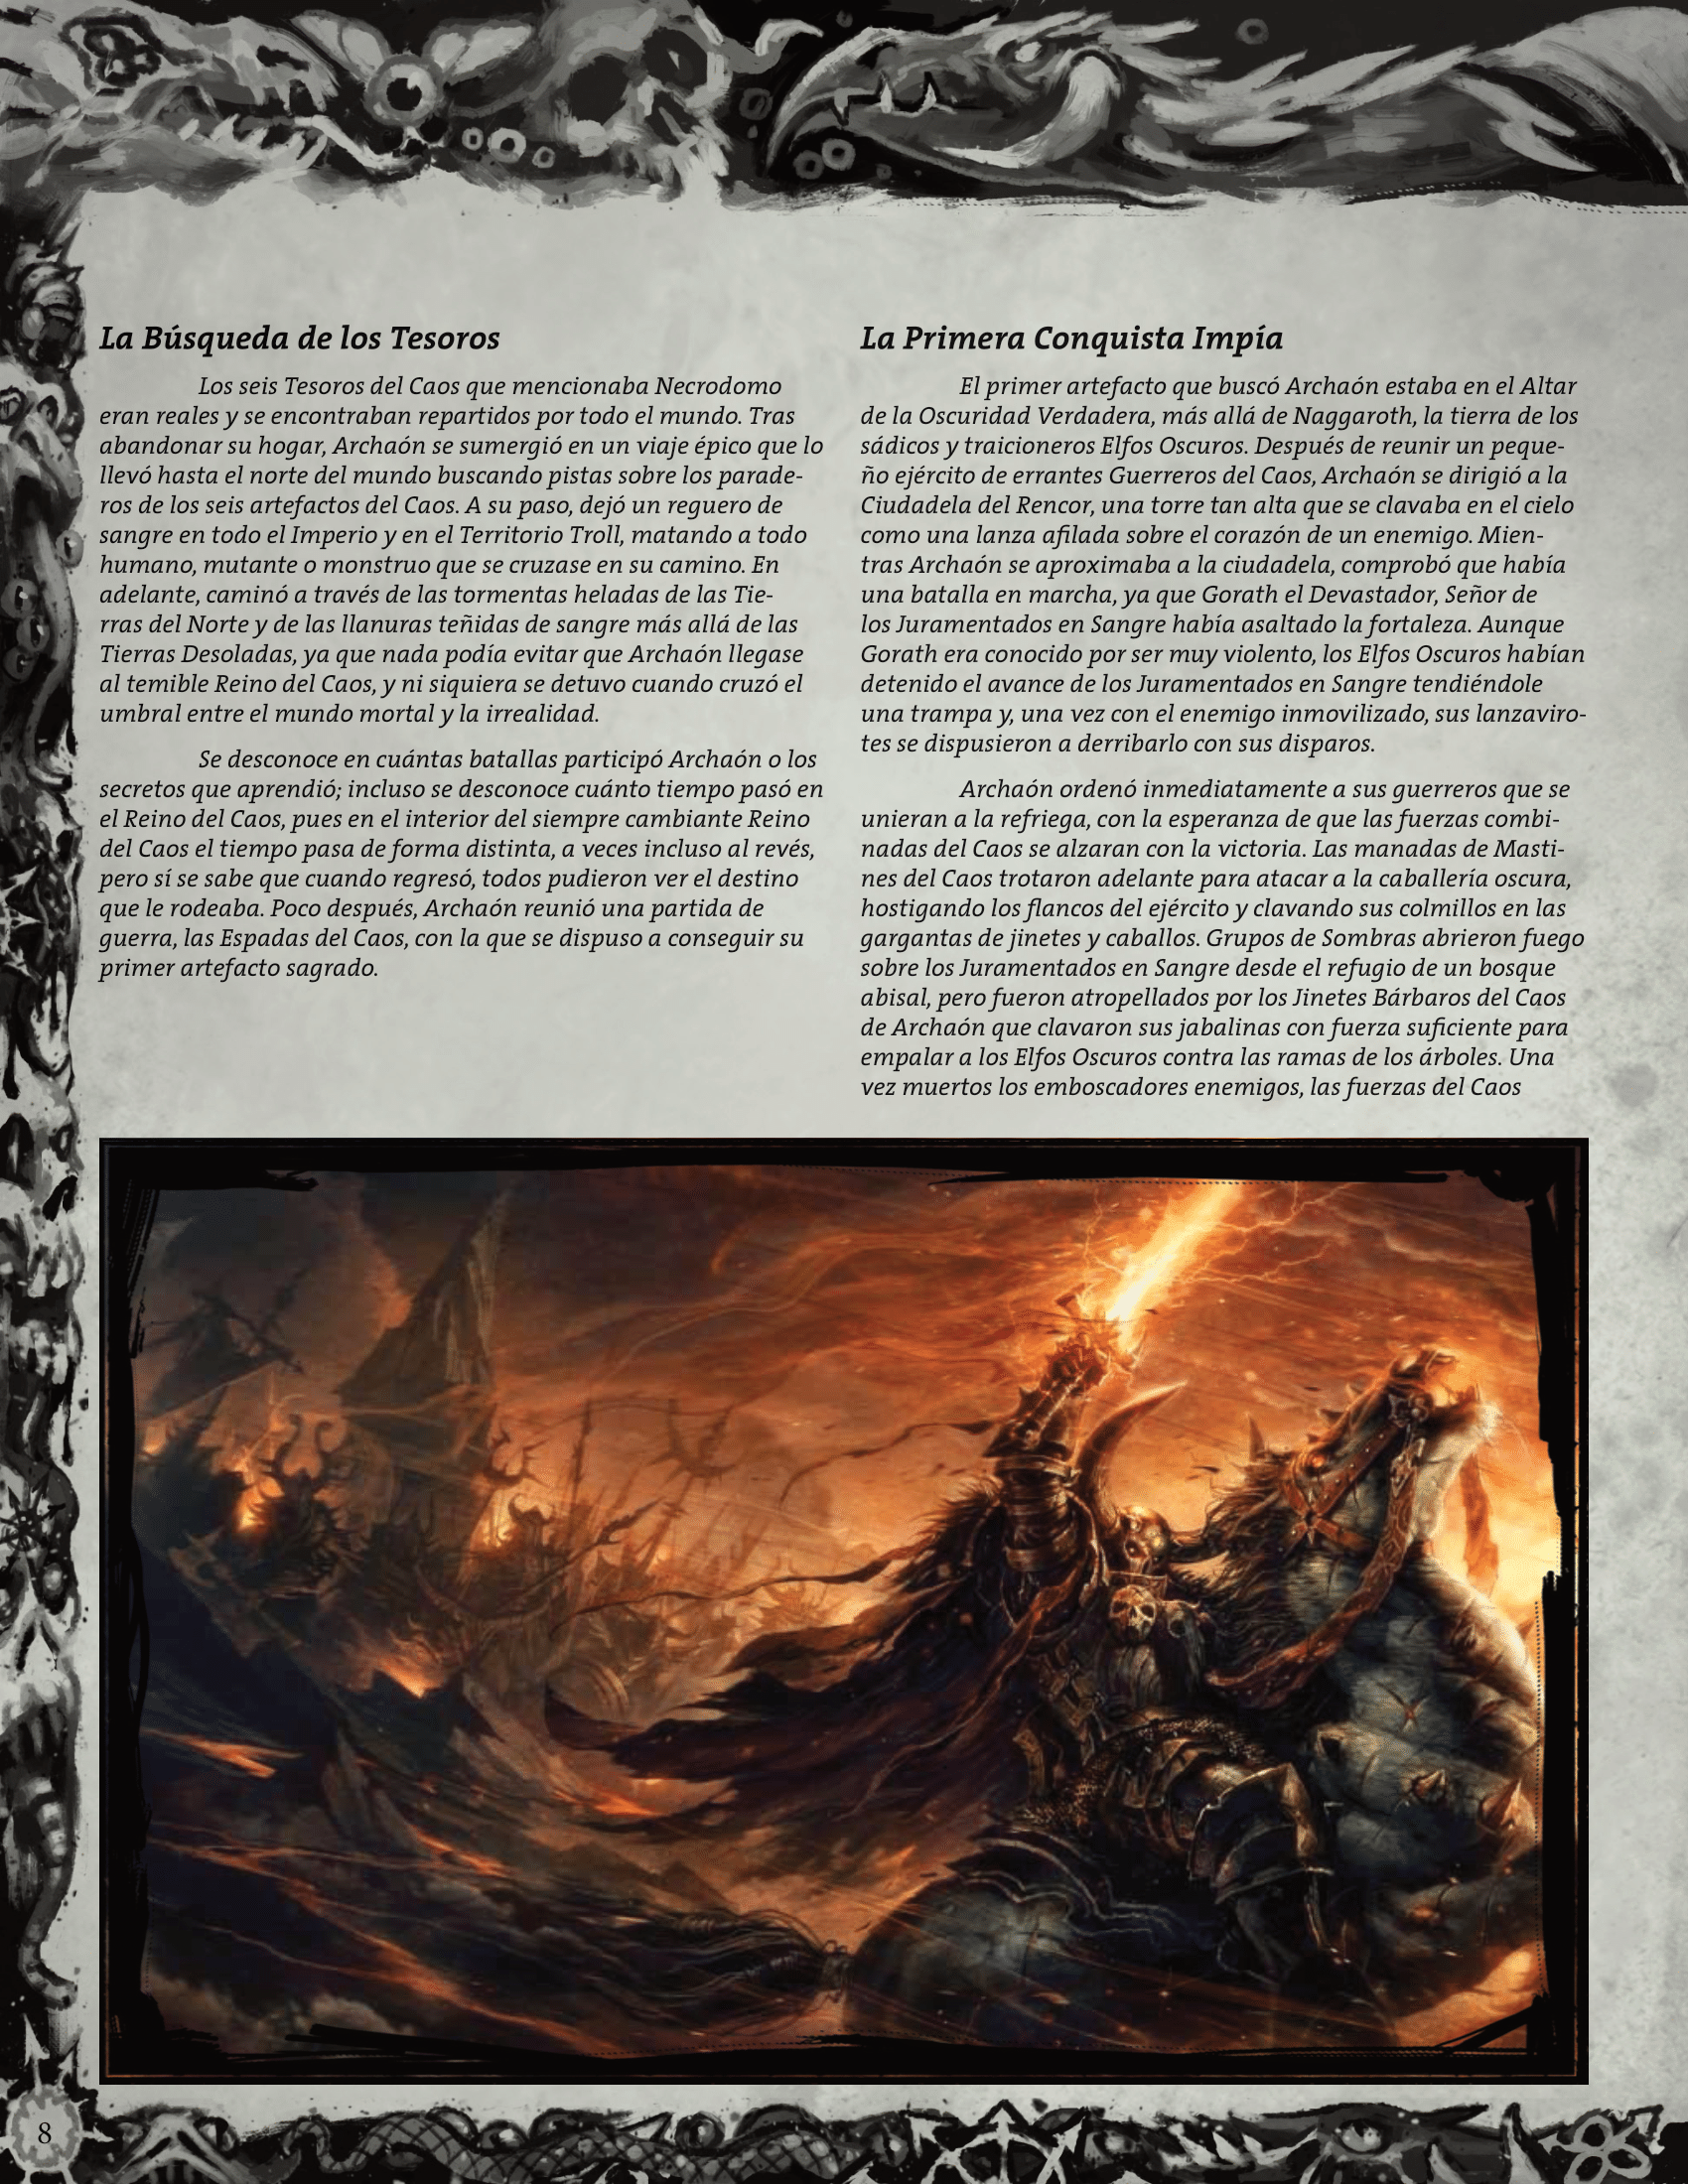 La Búsqueda de los Tesoros
Los seis Tesoros del Caos que mencionaba Necrodomo
eran reales y se encontraban repartidos por todo el mundo. Tras
abandonar su hogar, Archaón se sumergió en un viaje épico que lo
llevó hasta el norte del mundo buscando pistas sobre los parade-
ros de los seis artefactos del Caos. A su paso, dejó un reguero de
sangre en todo el Imperio y en el Territorio Troll, matando a todo
humano, mutante o monstruo que se cruzase en su camino. En
adelante, caminó a través de las tormentas heladas de las Tie-
rras del Norte y de las llanuras teñidas de sangre más allá de las
Tierras Desoladas, ya que nada podía evitar que Archaón llegase
al temible Reino del Caos, y ni siquiera se detuvo cuando cruzó el
umbral entre el mundo mortal y la irrealidad.
Se desconoce en cuántas batallas participó Archaón o los
secretos que aprendió; incluso se desconoce cuánto tiempo pasó en
el Reino del Caos, pues en el interior del siempre cambiante Reino
del Caos el tiempo pasa de forma distinta, a veces incluso al revés,
pero sí se sabe que cuando regresó, todos pudieron ver el destino
que le rodeaba. Poco después, Archaón reunió una partida de
guerra, las Espadas del Caos, con la que se dispuso a conseguir su
primer artefacto sagrado.
La Primera Conquista Impía
El primer artefacto que buscó Archaón estaba en el Altar
de la Oscuridad Verdadera, más allá de Naggaroth, la tierra de los
sádicos y traicioneros Elfos Oscuros. Después de reunir un peque-
ño ejército de errantes Guerreros del Caos, Archaón se dirigió a la
Ciudadela del Rencor, una torre tan alta que se clavaba en el cielo
como una lanza afilada sobre el corazón de un enemigo. Mien-
tras Archaón se aproximaba a la ciudadela, comprobó que había
una batalla en marcha, ya que Gorath el Devastador, Señor de
los Juramentados en Sangre había asaltado la fortaleza. Aunque
Gorath era conocido por ser muy violento, los Elfos Oscuros habían
detenido el avance de los Juramentados en Sangre tendiéndole
una trampa y, una vez con el enemigo inmovilizado, sus lanzaviro-
tes se dispusieron a derribarlo con sus disparos.
Archaón ordenó inmediatamente a sus guerreros que se
unieran a la refriega, con la esperanza de que las fuerzas combi-
nadas del Caos se alzaran con la victoria. Las manadas de Masti-
nes del Caos trotaron adelante para atacar a la caballería oscura,
hostigando los flancos del ejército y clavando sus colmillos en las
gargantas de jinetes y caballos. Grupos de Sombras abrieron fuego
sobre los Juramentados en Sangre desde el refugio de un bosque
abisal, pero fueron atropellados por los Jinetes Bárbaros del Caos
de Archaón que clavaron sus jabalinas con fuerza suficiente para
empalar a los Elfos Oscuros contra las ramas de los árboles. Una
vez muertos los emboscadores enemigos, las fuerzas del Caos
8